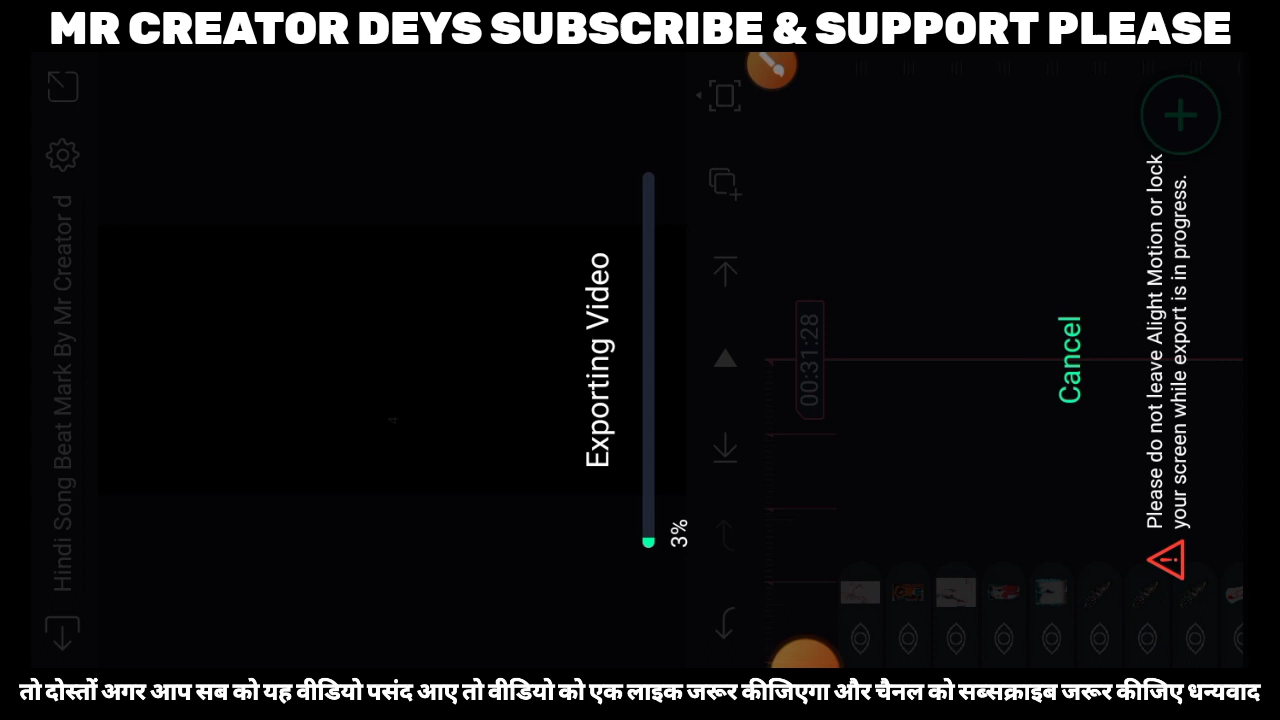 MR CREATOR DEYS SUBSCRIBE & SUPPORT PLEASE
Hindi Song Beat Mark By Mr Creator d
Exporting Video
3%
00:31:28
Cancel
Please do not leave Alight Motion or lock
your screen while export is in progress.
तो दोस्तों अगर आप सब को यह वीडियो पसंद आए तो वीडियो को एक लाइक जरूर कीजिएगा और चैनल को सब्सक्राइब जरूर कीजिए धन्यवाद